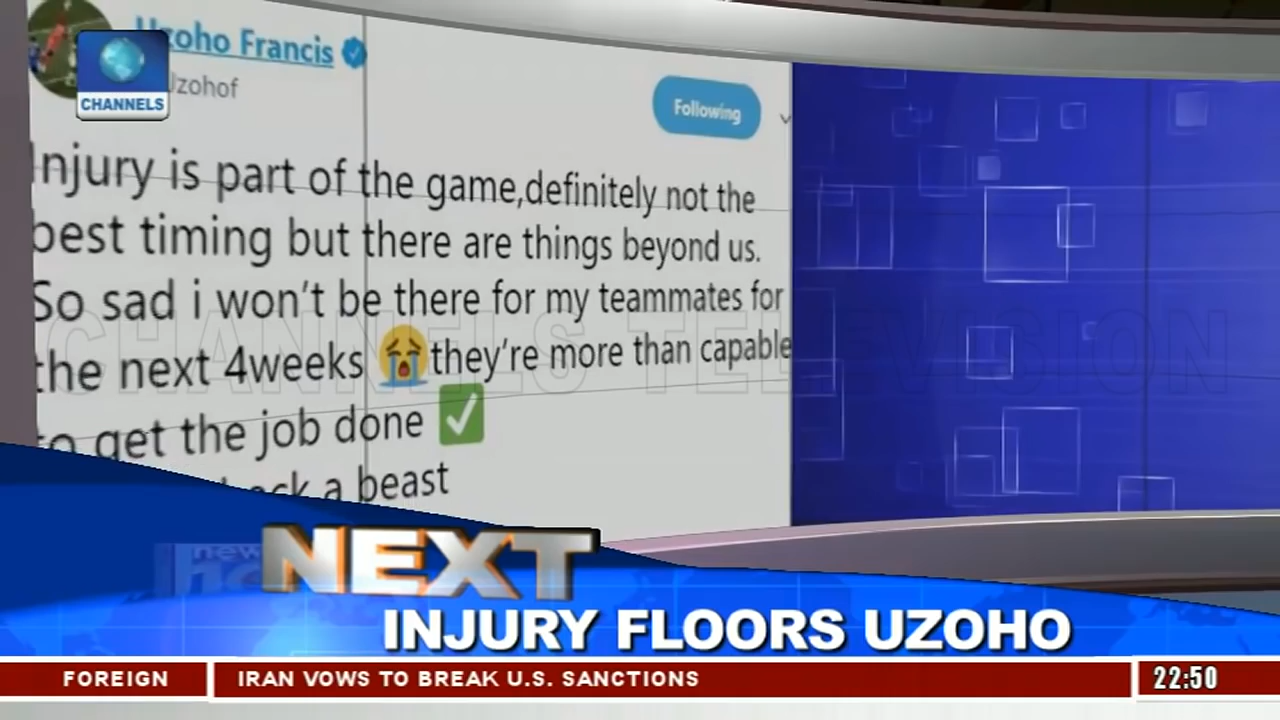 Uzoho Francis
Uzohof
CHANNELS
Following
Injury is part of the game,definitely not the
best timing but there are things beyond us.
So sad i won't be there for my teammates for
the next 4weeks 😭they're more than capable
to get the job done ✅
a beast
CHANNELS TELEVISION
NEXT
INJURY FLOORS UZOHO
FOREIGN
IRAN VOWS TO BREAK U.S. SANCTIONS
22:50